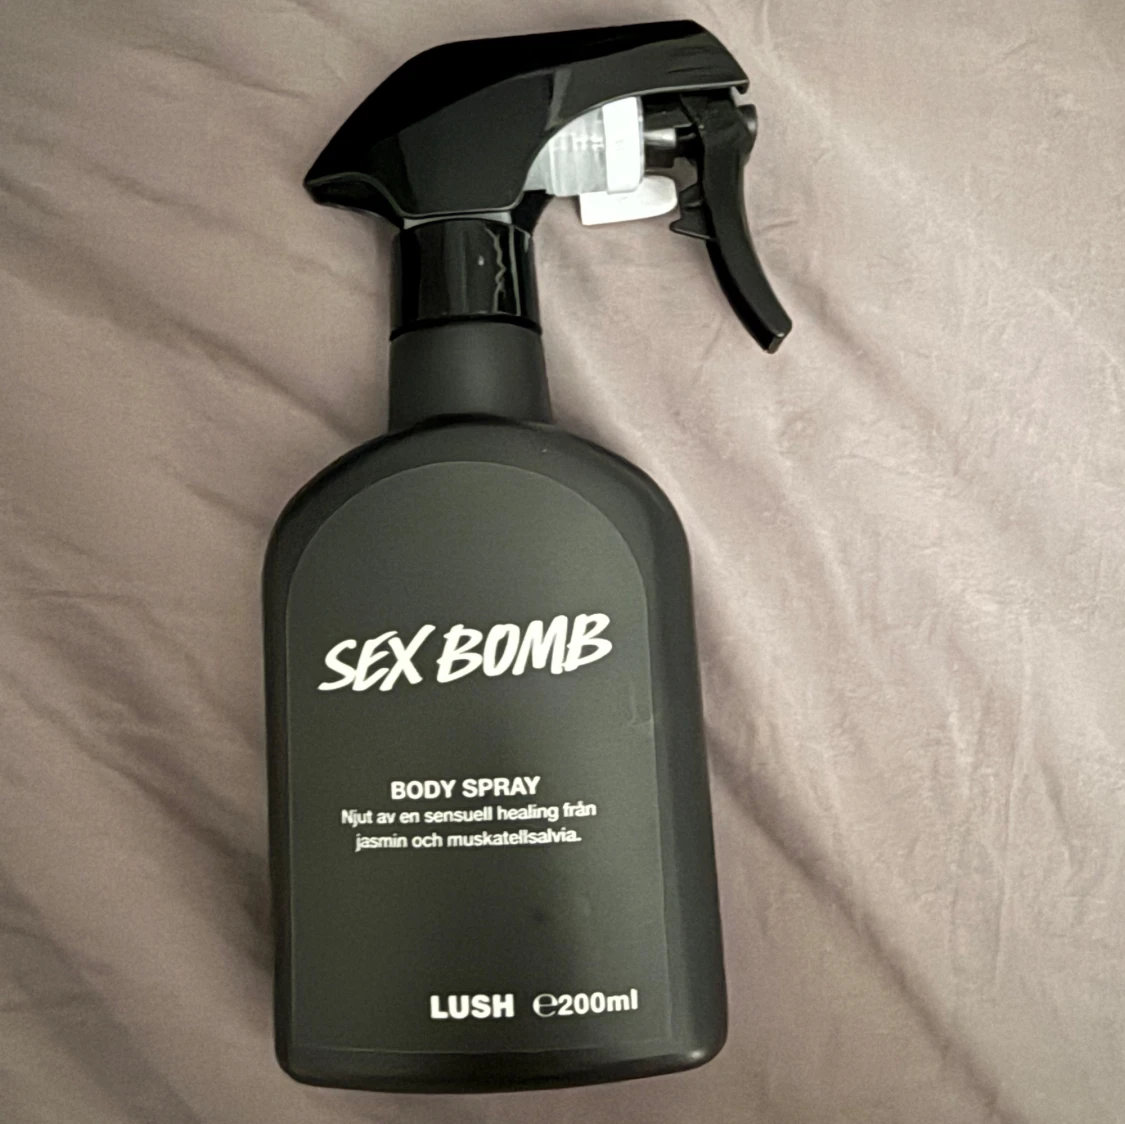 SEX BOMB
BODY SPRAY
Njut av en sensuell healing från
jasmin och muskatellsalvia.
LUSH ℮200ml